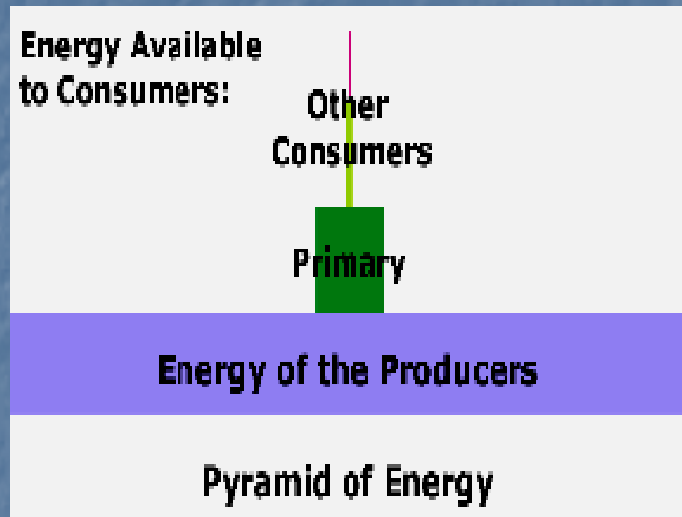 Energy Available
to Consumers:
Other
Consumers
Primary
Energy of the Producers
Pyramid of Energy